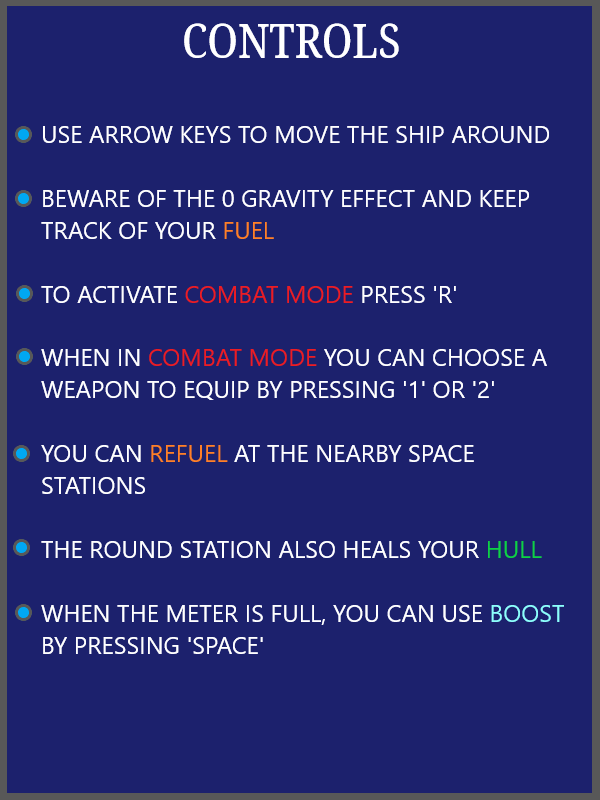 CONTROLS
USE ARROW KEYS TO MOVE THE SHIP AROUND
BEWARE OF THE 0 GRAVITY EFFECT AND KEEP
TRACK OF YOUR FUEL
TO ACTIVATE COMBAT MODE PRESS 'R'
WHEN IN COMBAT MODE YOU CAN CHOOSE A
WEAPON TO EQUIP BY PRESSING '1' OR '2'
YOU CAN REFUEL AT THE NEARBY SPACE
STATIONS
THE ROUND STATION ALSO HEALS YOUR HULL
WHEN THE METER IS FULL, YOU CAN USE BOOST
BY PRESSING 'SPACE'